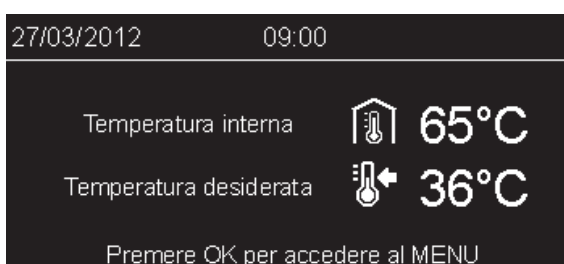 27/03/2012 09:00
Temperatura interna 65°C
Temperatura desiderata 36°C
Premere OK per accedere al MENU